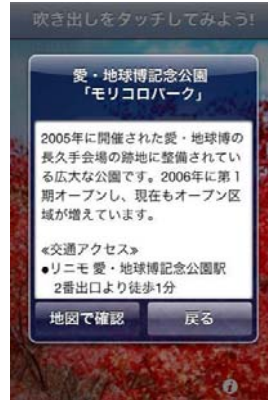 吹き出しをタッチしてみよう!
愛・地球博記念公園
「モリコロパーク」
2005年に開催された愛・地球博の
長久手会場の跡地に整備されてい
る広大な公園です。2006年に第1
期オープンし、現在もオープン区
域が増えています。
≪交通アクセス≫
●リニモ 愛・地球博記念公園駅
2番出口より徒歩1分
地図で確認 戻る